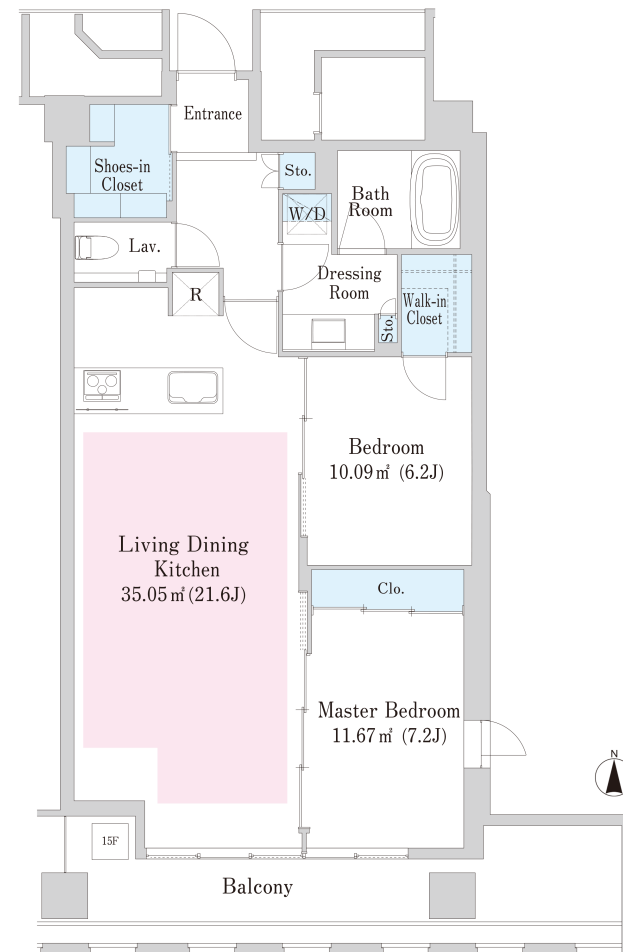 Entrance
Shoes-in
Closet
Sto.
W/D
Bath
Room
Lav.
Dressing
Room
R
Walk-in
Closet
Sto.
Bedroom
10.09㎡ (6.2J)
Living Dining
Kitchen
35.05㎡(21.6J)
Clo.
Master Bedroom
11.67㎡ (7.2J)
N
15F
Balcony